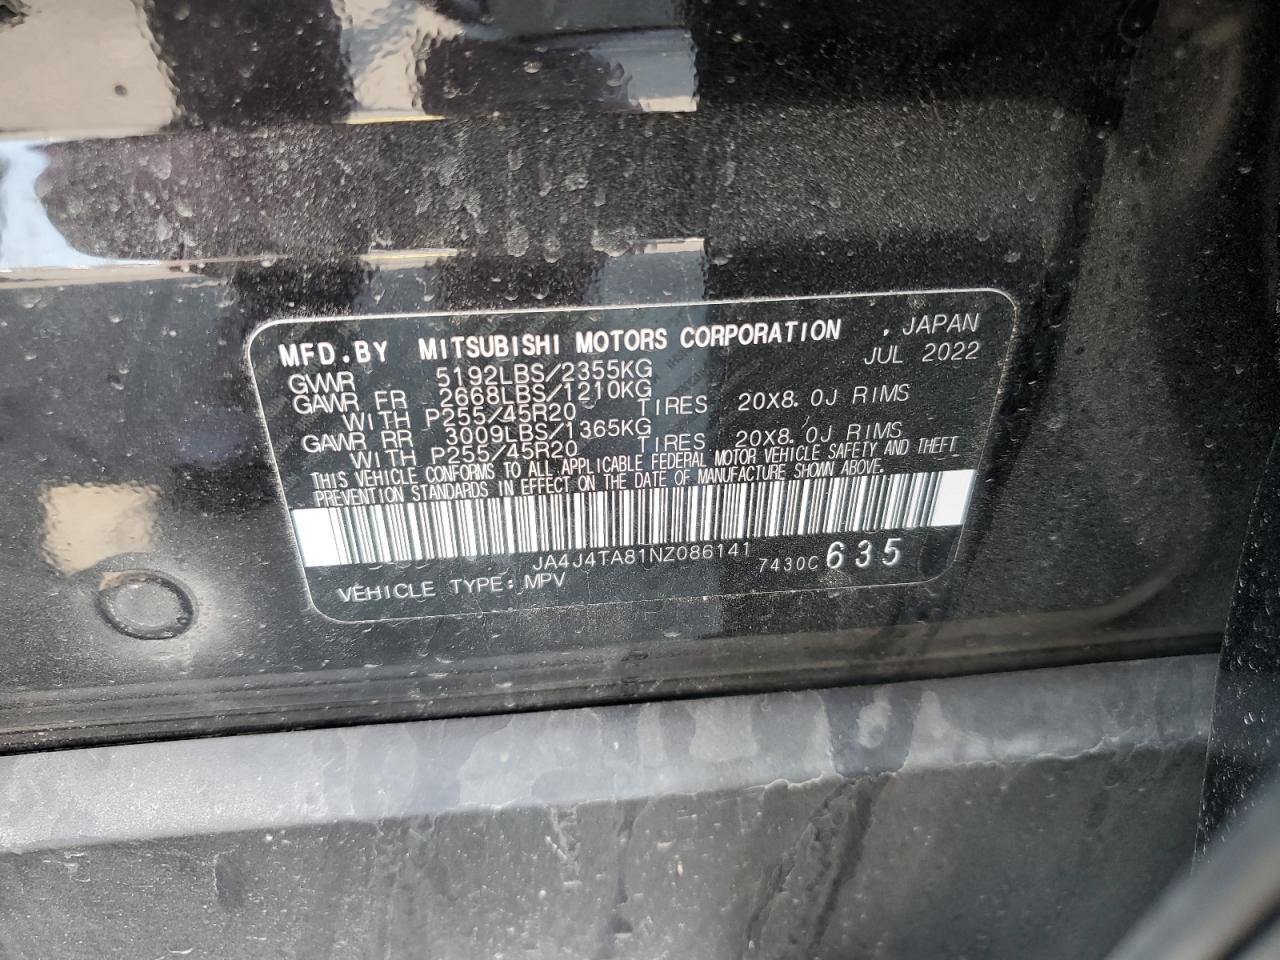 MFD.BY MITSUBISHI MOTORS CORPORATION . JAPAN
JUL 2022
GVWR 5192LBS/2355KG
GAWR FR 2668LBS/1210KG
WITH P255/45R20 TIRES 20X8.0J RIMS
GAWR RR 3009LBS/1365KG
WITH P255/45R20 TIRES 20X8.0J RIMS
THIS VEHICLE CONFORMS TO ALL APPLICABLE FEDERAL MOTOR VEHICLE SAFETY AND THEFT
PREVENTION STANDARDS IN EFFECT ON THE DATE OF MANUFACTURE SHOWN ABOVE.
JA4J4TA81NZ086141 7430C 635
VEHICLE TYPE: MPV